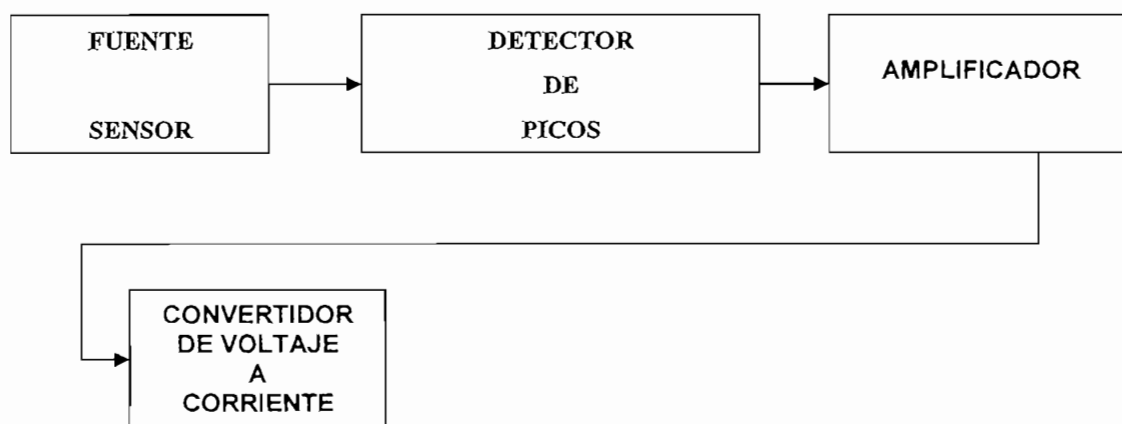 FUENTE
SENSOR
DETECTOR
DE
PICOS
AMPLIFICADOR
CONVERTIDOR
DE VOLTAJE
A
CORRIENTE